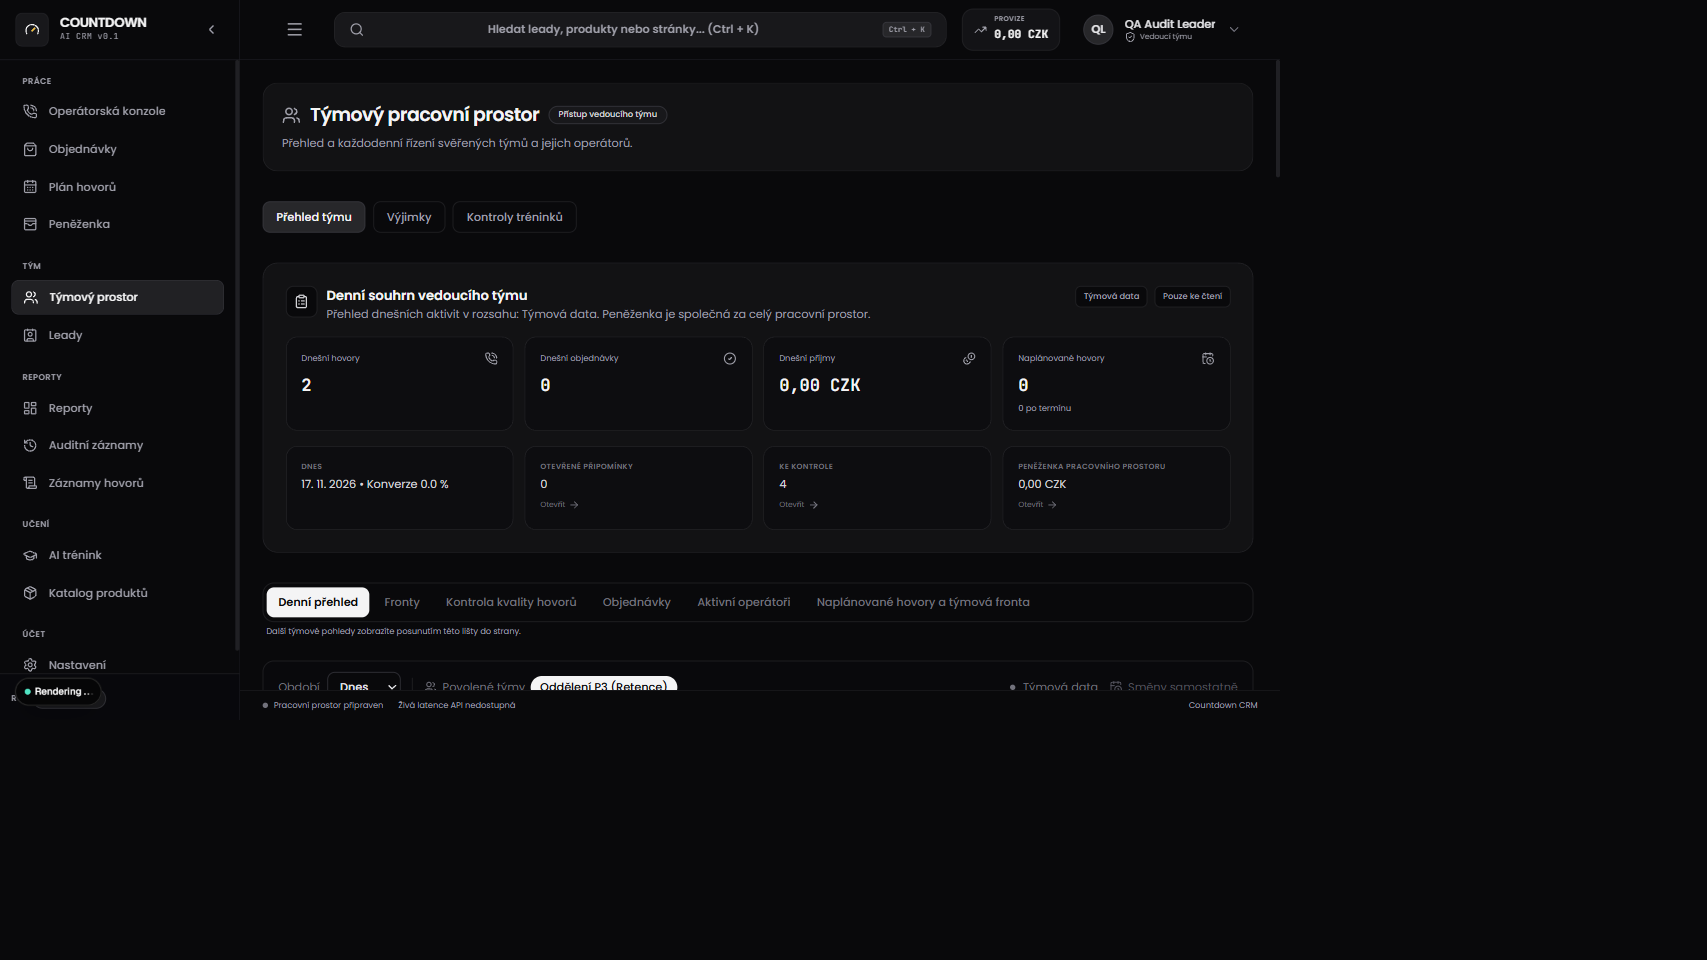 COUNTDOWN
AI CRM v0.1
PRÁCE
Operátorská konzole
Objednávky
Plán hovorů
Peněženka
TÝM
Týmový prostor
Leady
REPORTY
Reporty
Auditní záznamy
Záznamy hovorů
UČENÍ
AI trénink
Katalog produktů
ÚČET
Nastavení
Rendering ...
Hledat leady, produkty nebo stránky... (Ctrl + K)
Ctrl + K
PROVIZE
0,00 CZK
QL
QA Audit Leader
Vedoucí týmu
Týmový pracovní prostor
Přístup vedoucího týmu
Přehled a každodenní řízení svěřených týmů a jejich operátorů.
Přehled týmu
Výjimky
Kontroly tréninků
Denní souhrn vedoucího týmu
Přehled dnešních aktivit v rozsahu: Týmová data. Peněženka je společná za celý pracovní prostor.
Týmová data
Pouze ke čtení
Dnešní hovory
2
Dnešní objednávky
0
Dnešní příjmy
0,00 CZK
Naplánované hovory
0
0 po termínu
DNES
17. 11. 2026 • Konverze 0.0 %
OTEVŘENÉ PŘIPOMÍNKY
0
Otevřít
KE KONTROLE
4
Otevřít
PENĚŽENKA PRACOVNÍHO PROSTORU
0,00 CZK
Otevřít
Denní přehled
Fronty
Kontrola kvality hovorů
Objednávky
Aktivní operátoři
Naplánované hovory a týmová fronta
Další týmové pohledy zobrazíte posunutím této lišty do strany.
Období
Dnes
Povolené týmy
Oddělení P3 (Retence)
Týmová data
Směny samostatně
Pracovní prostor připraven
Živá latence API nedostupná
Countdown CRM